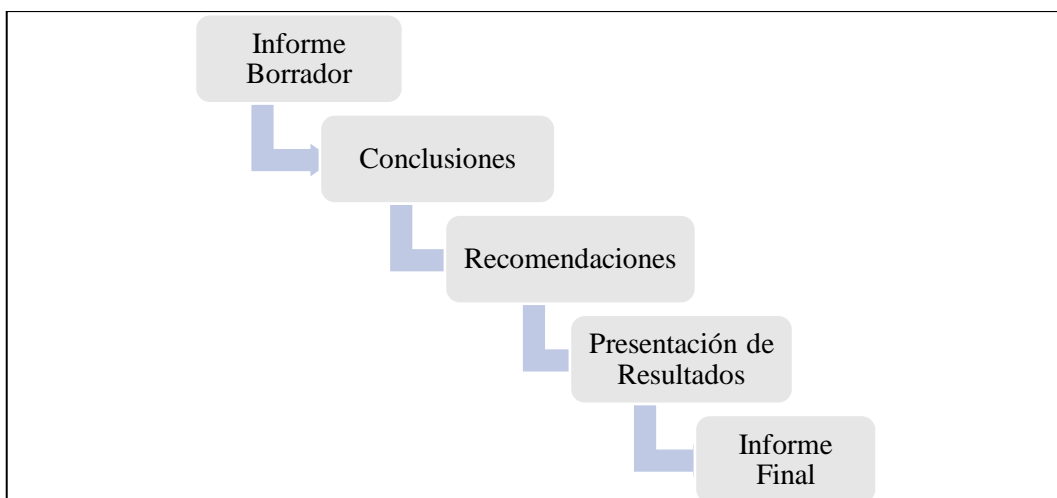 Informe
Borrador
Conclusiones
Recomendaciones
Presentación de
Resultados
Informe
Final